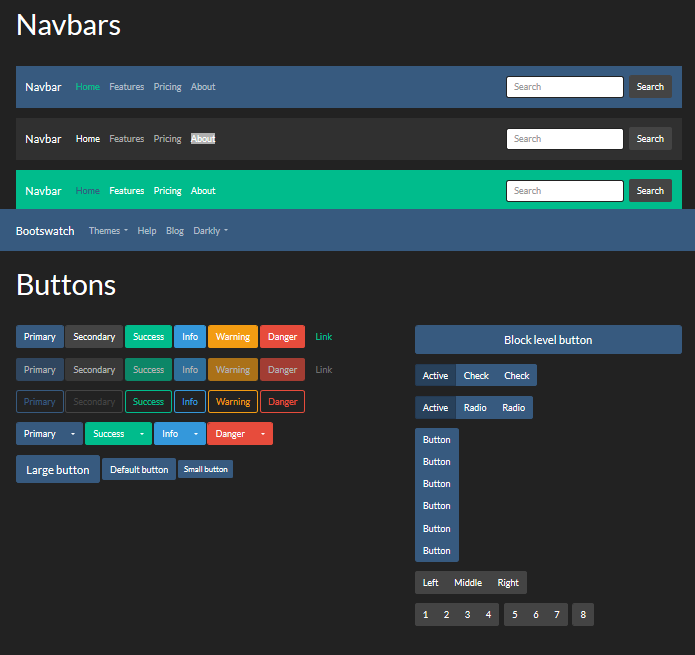 Navbars
Navbar Home Features Pricing About Search Search
Navbar Home Features Pricing About Search Search
Navbar Home Features Pricing About Search Search
Bootswatch Themes Help Blog Darkly
Buttons
Primary Secondary Success Info Warning Danger Link
Block level button
Primary Secondary Success Info Warning Danger Link
Active Check Check
Primary Secondary Success Info Warning Danger
Active Radio Radio
Primary Success Info Danger
Button
Button
Large button Default button Small button
Button
Button
Button
Button
Left Middle Right
1 2 3 4 5 6 7 8